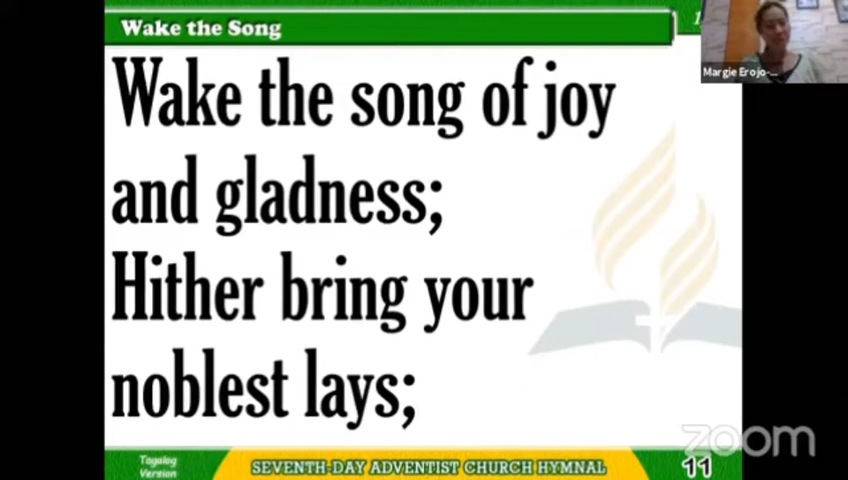 Wake the Song
Wake the song of joy
and gladness;
Hither bring your
noblest lays;
Tagalog
Version
SEVENTH-DAY ADVENTIST CHURCH HYMNAL
11
Margie Erojo-...
zoom